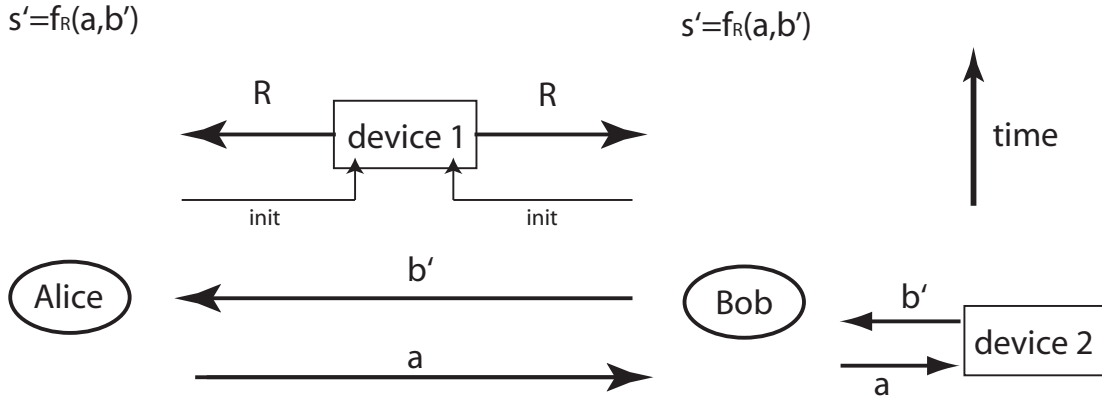 s‘=fR(a,b’)
s‘=fR(a,b’)
R
R
device 1
time
init
init
b‘
Alice
Bob
b‘
device 2
a
a